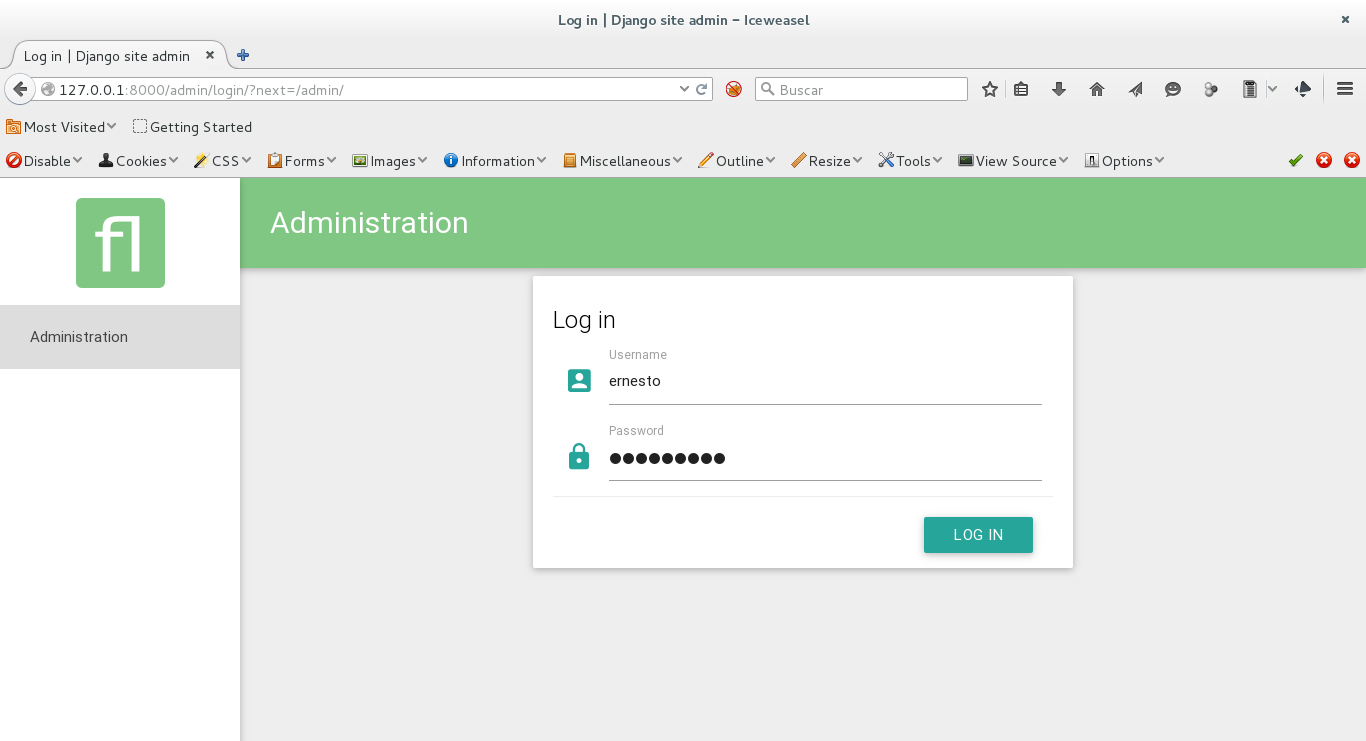 Log in | Django site admin - Iceweasel
Log in | Django site admin
127.0.0.1:8000/admin/login/?next=/admin/
Buscar
Most Visited Getting Started
Disable Cookies CSS Forms Images Information Miscellaneous Outline Resize Tools View Source Options
fl
Administration
Administration
Log in
Username
ernesto
Password
LOG IN